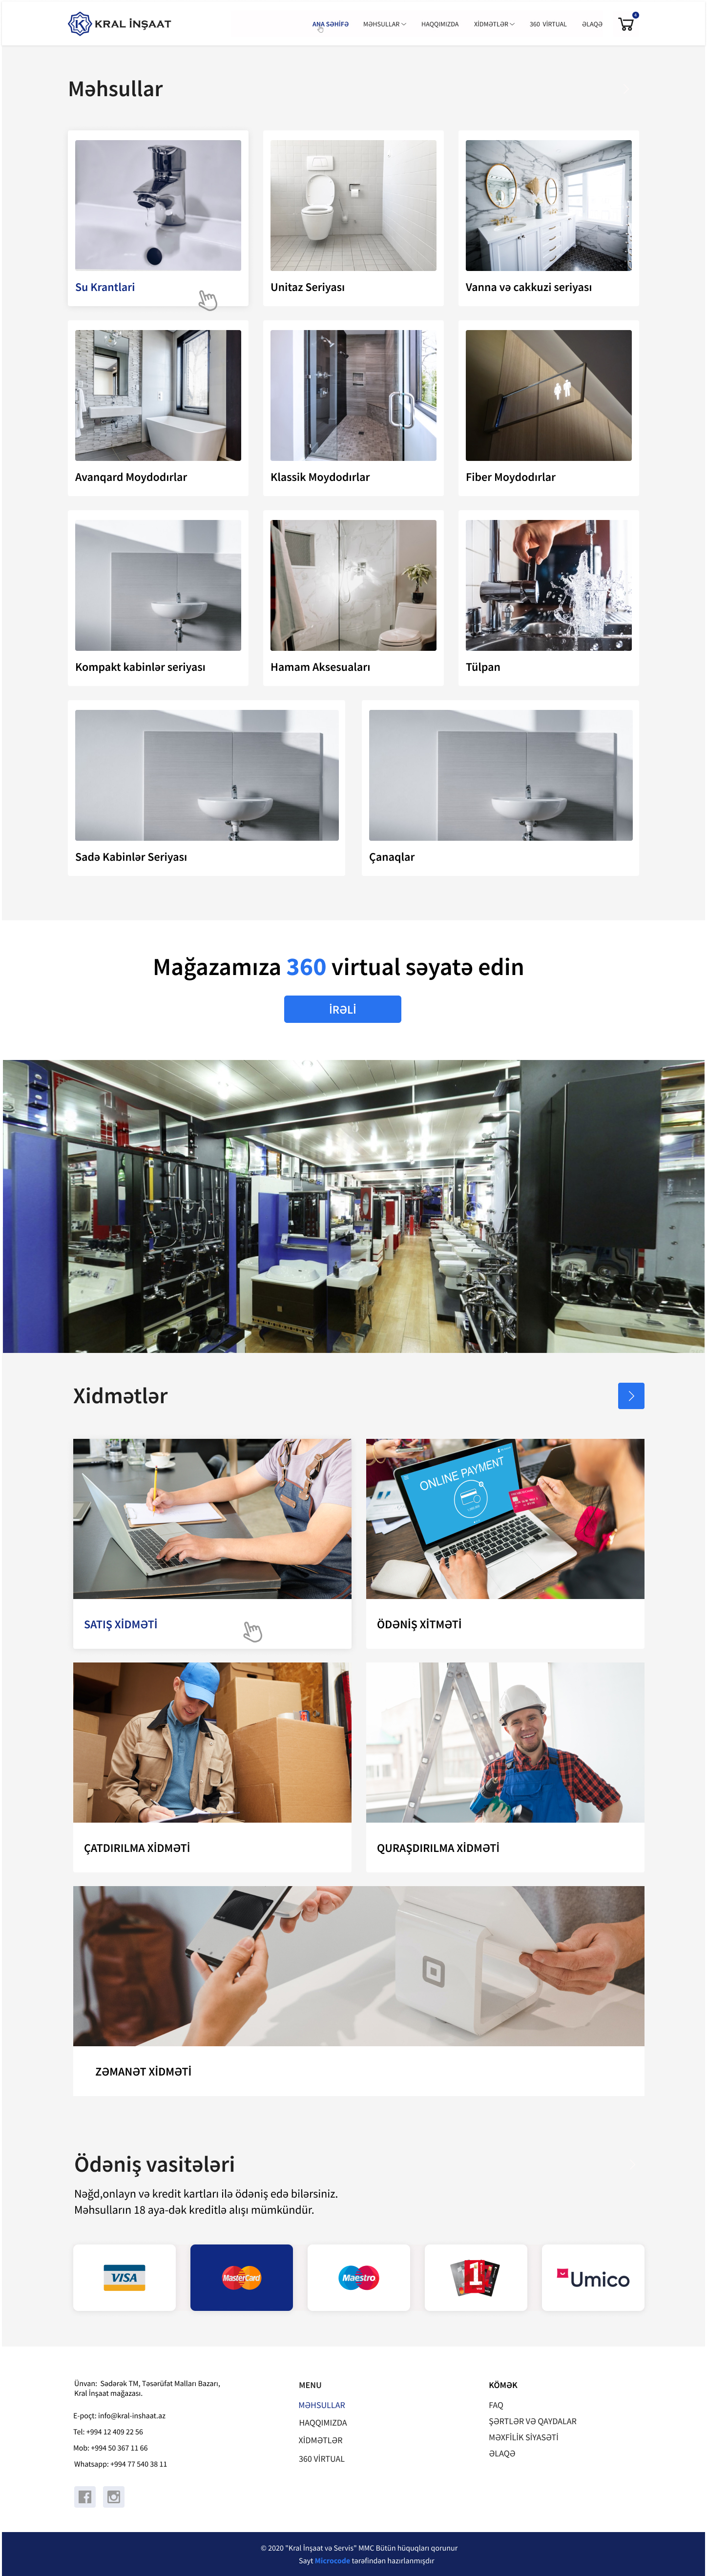 KRAL İNŞAAT
ANA SƏHİFƏ
MƏHSULLAR
HAQQIMIZDA
XİDMƏTLƏR
360 VİRTUAL
ƏLAQƏ
Məhsullar
Su Krantlari
Unitaz Seriyası
Vanna və cakkuzi seriyası
Avanqard Moydodırlar
Klassik Moydodırlar
Fiber Moydodırlar
Kompakt kabinlər seriyası
Hamam Aksesuaları
Tülpan
Sadə Kabinlər Seriyası
Çanaqlar
Mağazamıza 360 virtual səyatə edin
İRƏLİ
Xidmətlər
ONLINE PAYMENT
SATIŞ XİDMƏTİ
ÖDƏNİŞ XİTMƏTİ
ÇATDIRILMA XİDMƏTİ
QURAŞDIRILMA XİDMƏTİ
ZƏMANƏT XİDMƏTİ
Ödəniş vasitələri
Nəğd,onlayn və kredit kartları ilə ödəniş edə bilərsiniz.
Məhsulların 18 aya-dək kreditlə alışı mümkündür.
VISA
MasterCard
Maestro
1
Umico
Ünvan: Sədərək TM, Təsərüfat Malları Bazarı,
Kral İnşaat mağazası.
E-poçt: info@kral-inshaat.az
Tel: +994 12 409 22 56
Mob: +994 50 367 11 66
Whatsapp: +994 77 540 38 11
MENU
MƏHSULLAR
HAQQIMIZDA
XİDMƏTLƏR
360 VİRTUAL
KÖMƏK
FAQ
ŞƏRTLƏR VƏ QAYDALAR
MƏXFİLİK SİYASƏTİ
ƏLAQƏ
© 2020 "Kral İnşaat və Servis" MMC Bütün hüquqları qorunur
Sayt Microcode tərəfindən hazırlanmışdır